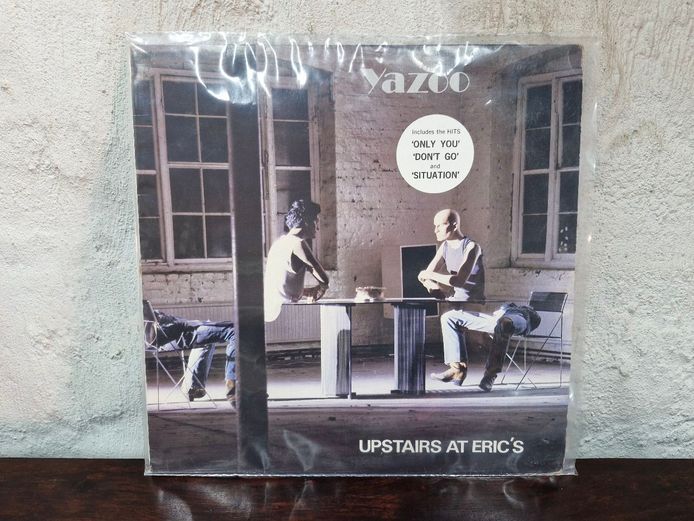 yazoo
Includes the HITS
'ONLY YOU'
'DON'T GO'
and
'SITUATION'
UPSTAIRS AT ERIC'S